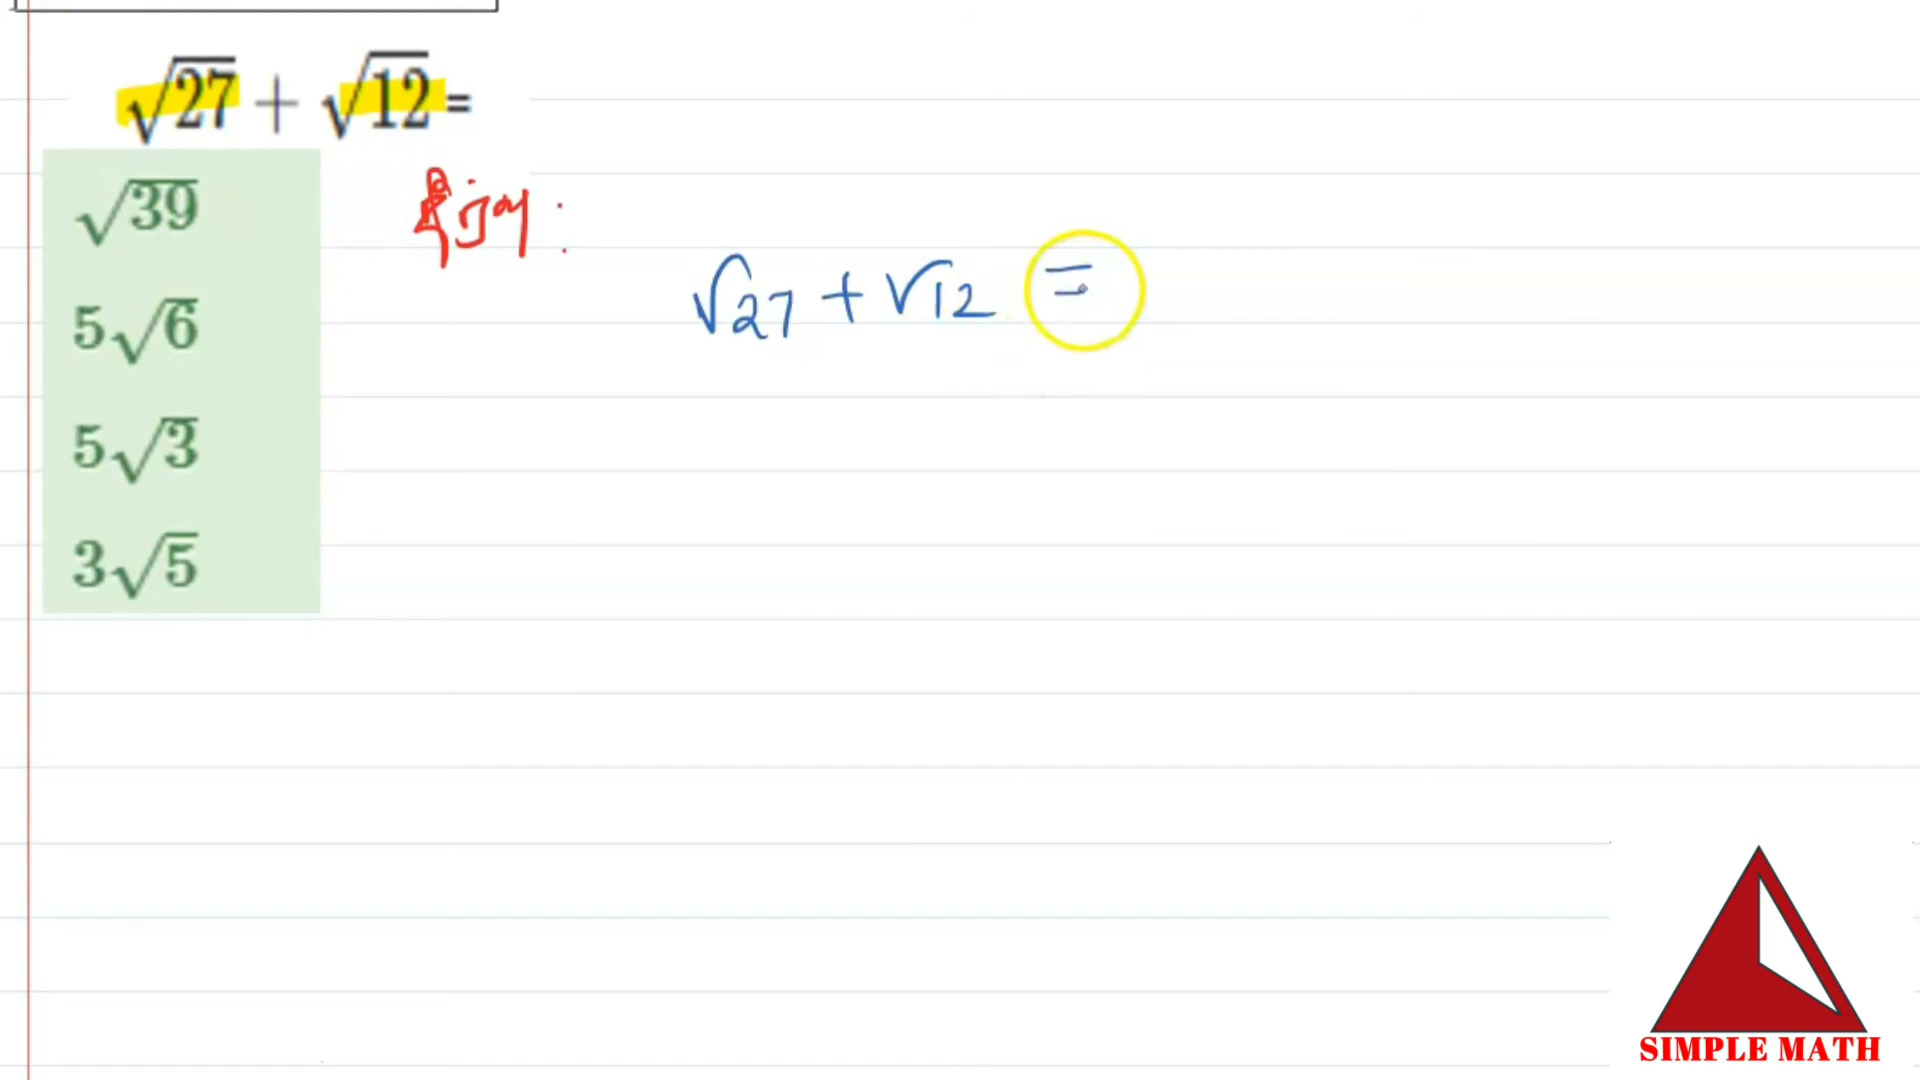 √27 + √12 =
√39
5√6
5√3
3√5
√27 + √12 =
SIMPLE MATH